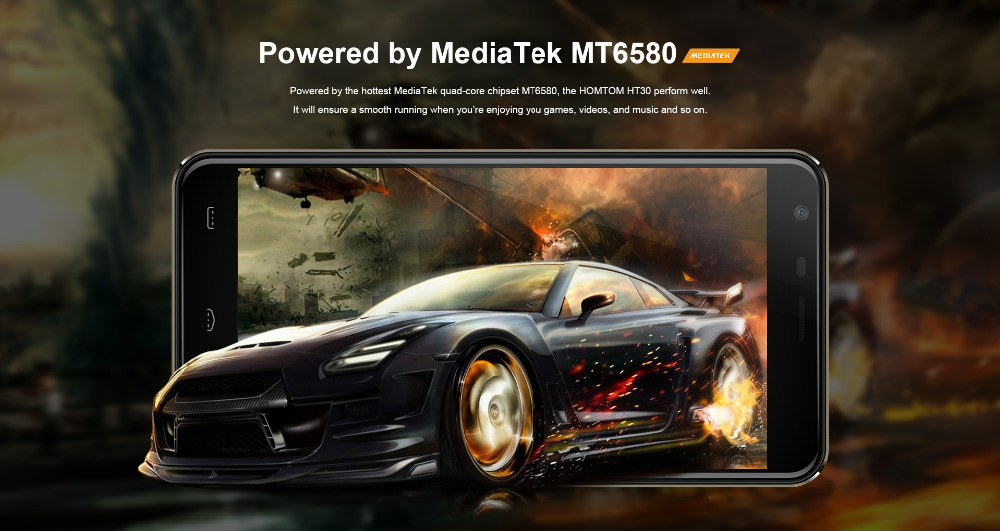 Powered by MediaTek MT6580 MEDIATEK
Powered by the hottest MediaTek quad-core chipset MT6580, the HOMTOM HT30 perform well.
It will ensure a smooth running when you're enjoying you games, videos, and music and so on.